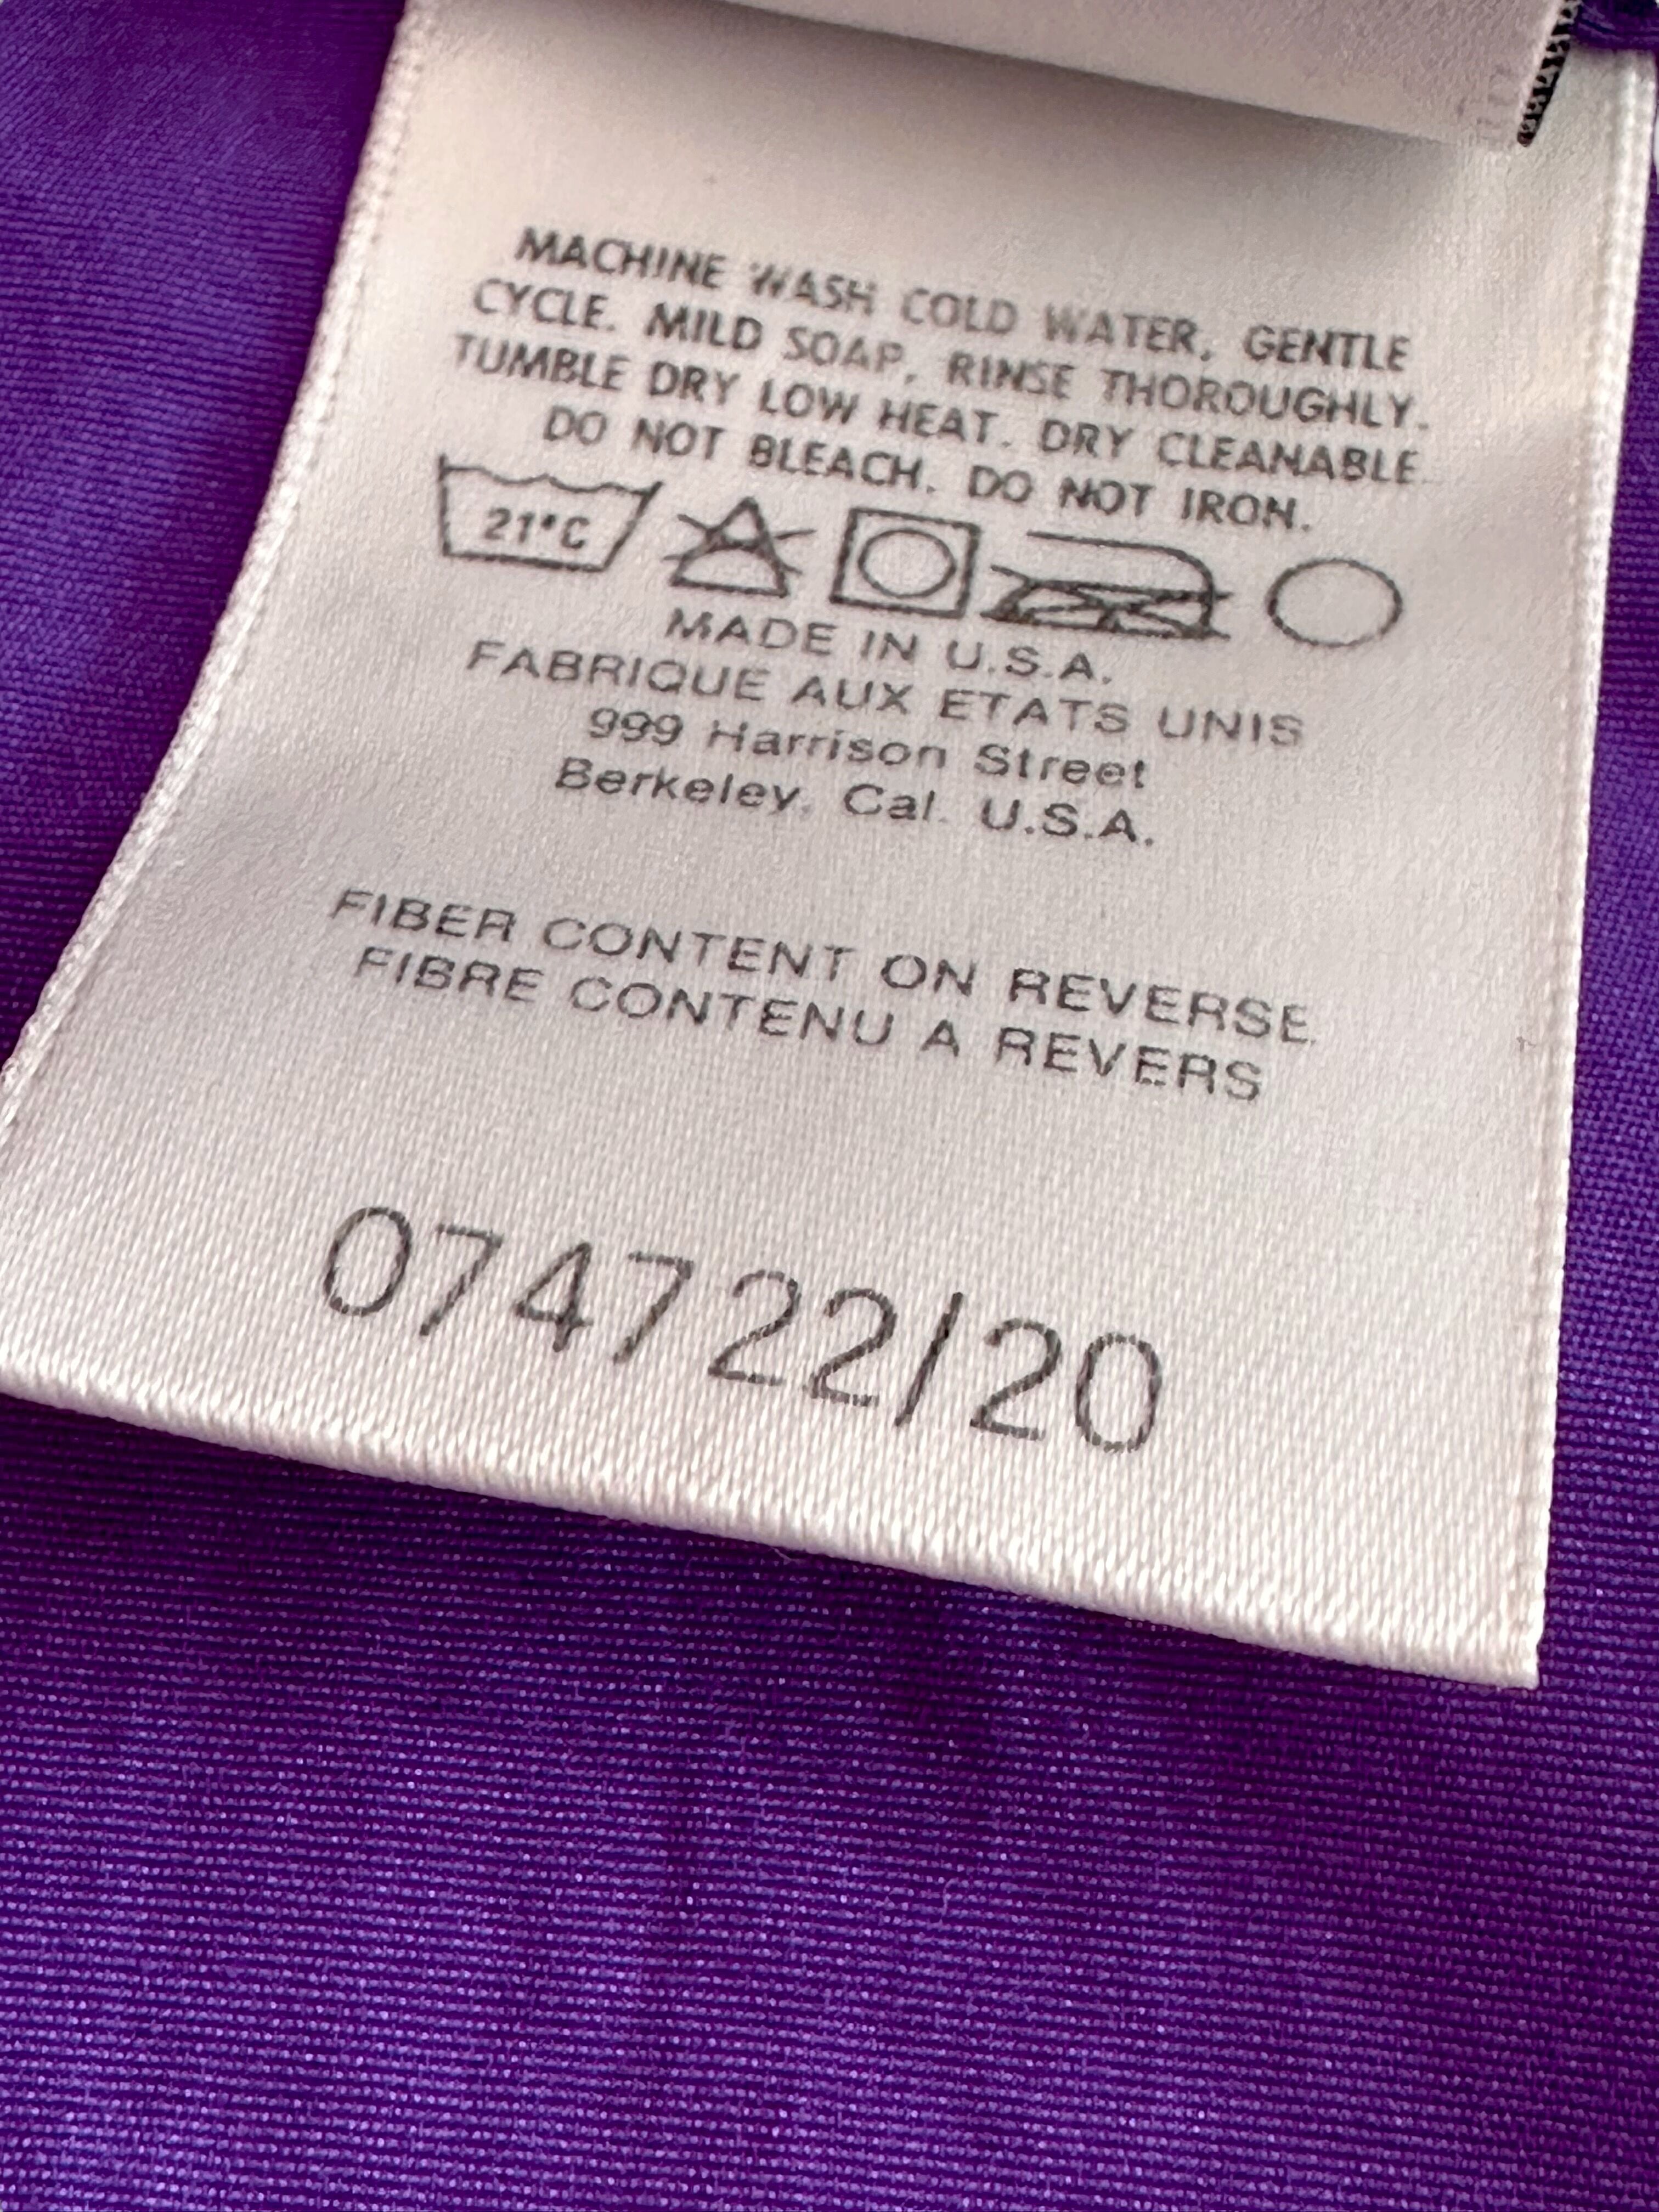 MACHINE WASH COLD WATER, GENTLE
CYCLE. MILD SOAP, RINSE THOROUGHLY.
TUMBLE DRY LOW HEAT. DRY CLEANABLE.
DO NOT BLEACH. DO NOT IRON.
21°C
MADE IN U.S.A.
FABRIQUE AUX ETATS UNIS
999 Harrison Street
Berkeley, Cal. U.S.A.
FIBER CONTENT ON REVERSE
FIBRE CONTENU A REVERS
074722/20